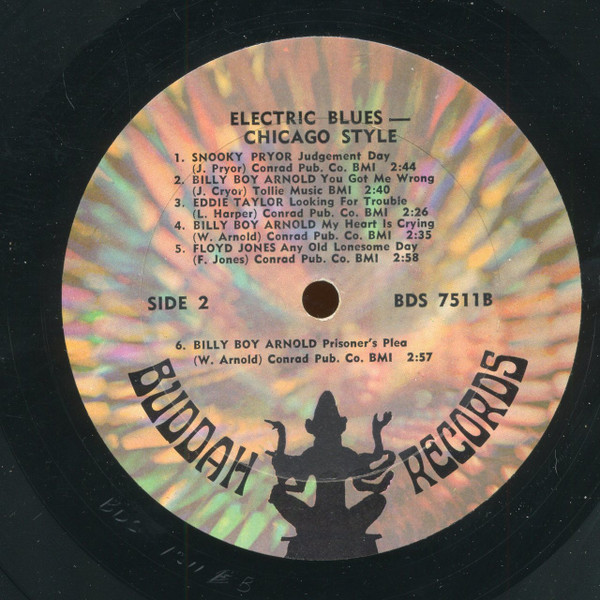 ELECTRIC BLUES —
CHICAGO STYLE
1. SNOOKY PRYOR Judgement Day
(J. Pryor) Conrad Pub. Co. BMI 2:44
2. BILLY BOY ARNOLD You Got Me Wrong
(J. Cryor) Tollie Music BMI 2:40
3. EDDIE TAYLOR Looking For Trouble
(L. Harper) Conrad Pub. Co. BMI 2:26
4. BILLY BOY ARNOLD My Heart Is Crying
(W. Arnold) Conrad Pub. Co. BMI 2:35
5. FLOYD JONES Any Old Lonesome Day
(F. Jones) Conrad Pub. Co. BMI 2:58
SIDE 2
BDS 7511B
6. BILLY BOY ARNOLD Prisoner's Plea
(W. Arnold) Conrad Pub. Co. BMI 2:57
BUDDAH RECORDS